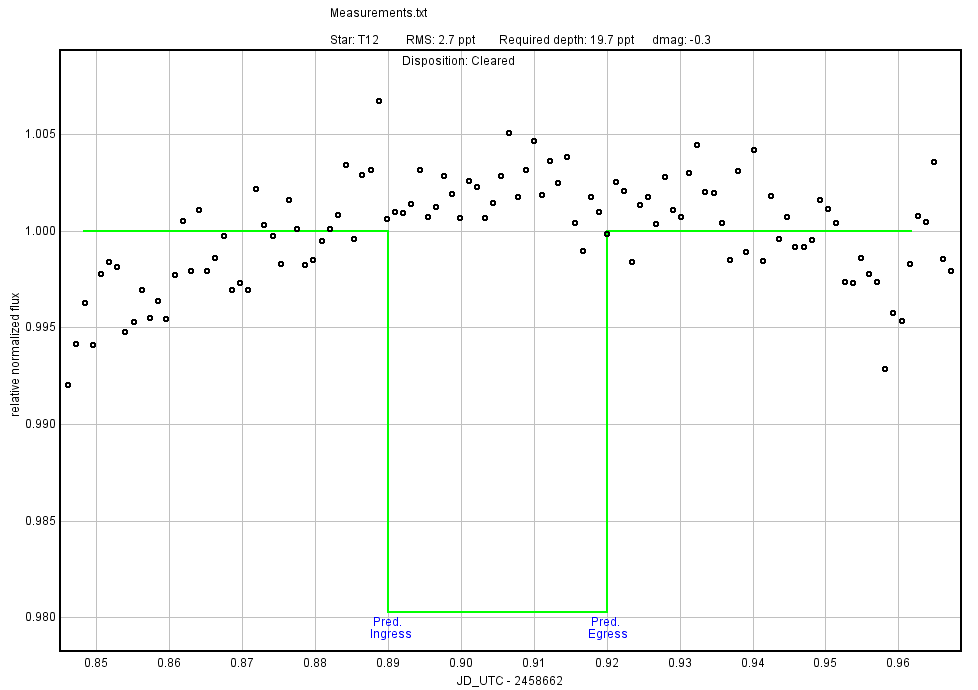 Measurements.txt
Star: T12 RMS: 2.7 ppt Required depth: 19.7 ppt dmag: -0.3
Disposition: Cleared
relative normalized flux
1.005
1.000
0.995
0.990
0.985
0.980
Pred. Ingress
Pred. Egress
0.85 0.86 0.87 0.88 0.89 0.90 0.91 0.92 0.93 0.94 0.95 0.96
JD_UTC - 2458662